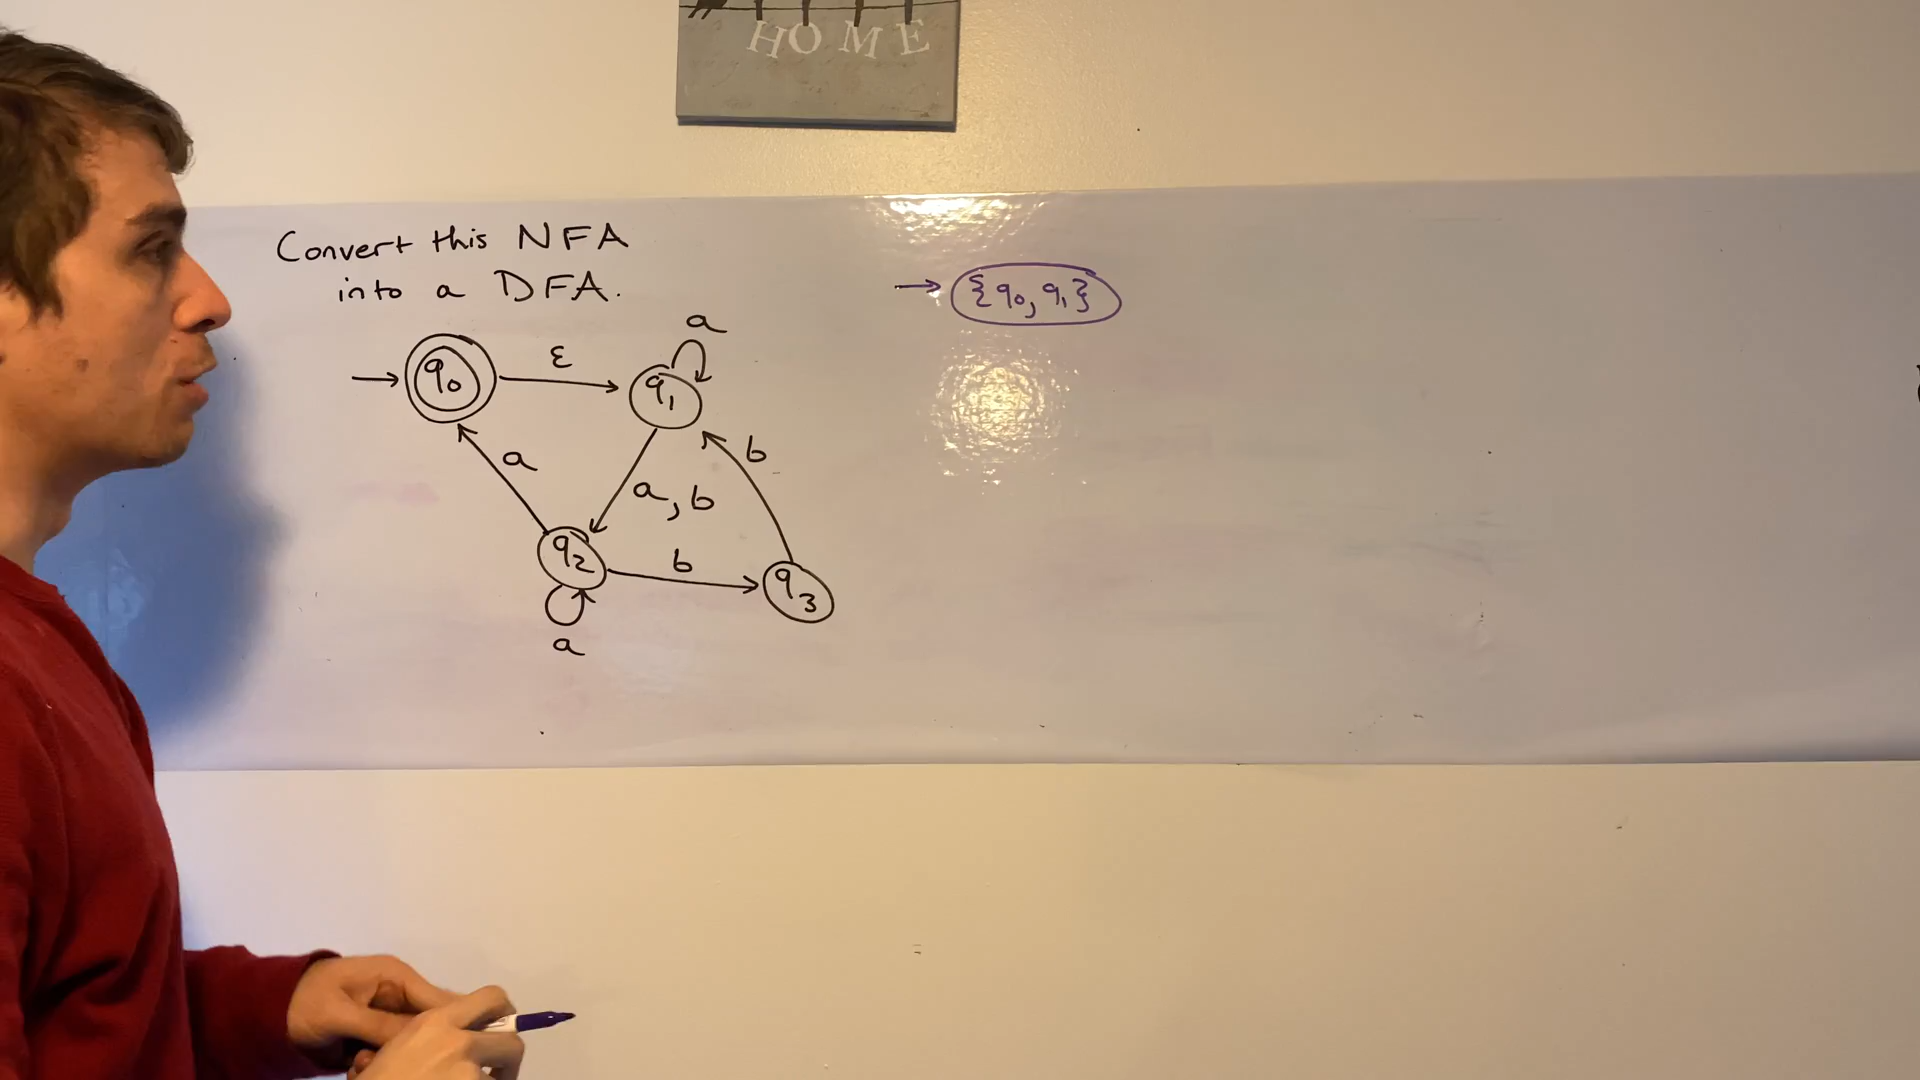 HOME
Convert this NFA
into a DFA.
→ {q0, q1}
a
q0
ε
q1
a
b
a, b
q2
b
q3
a